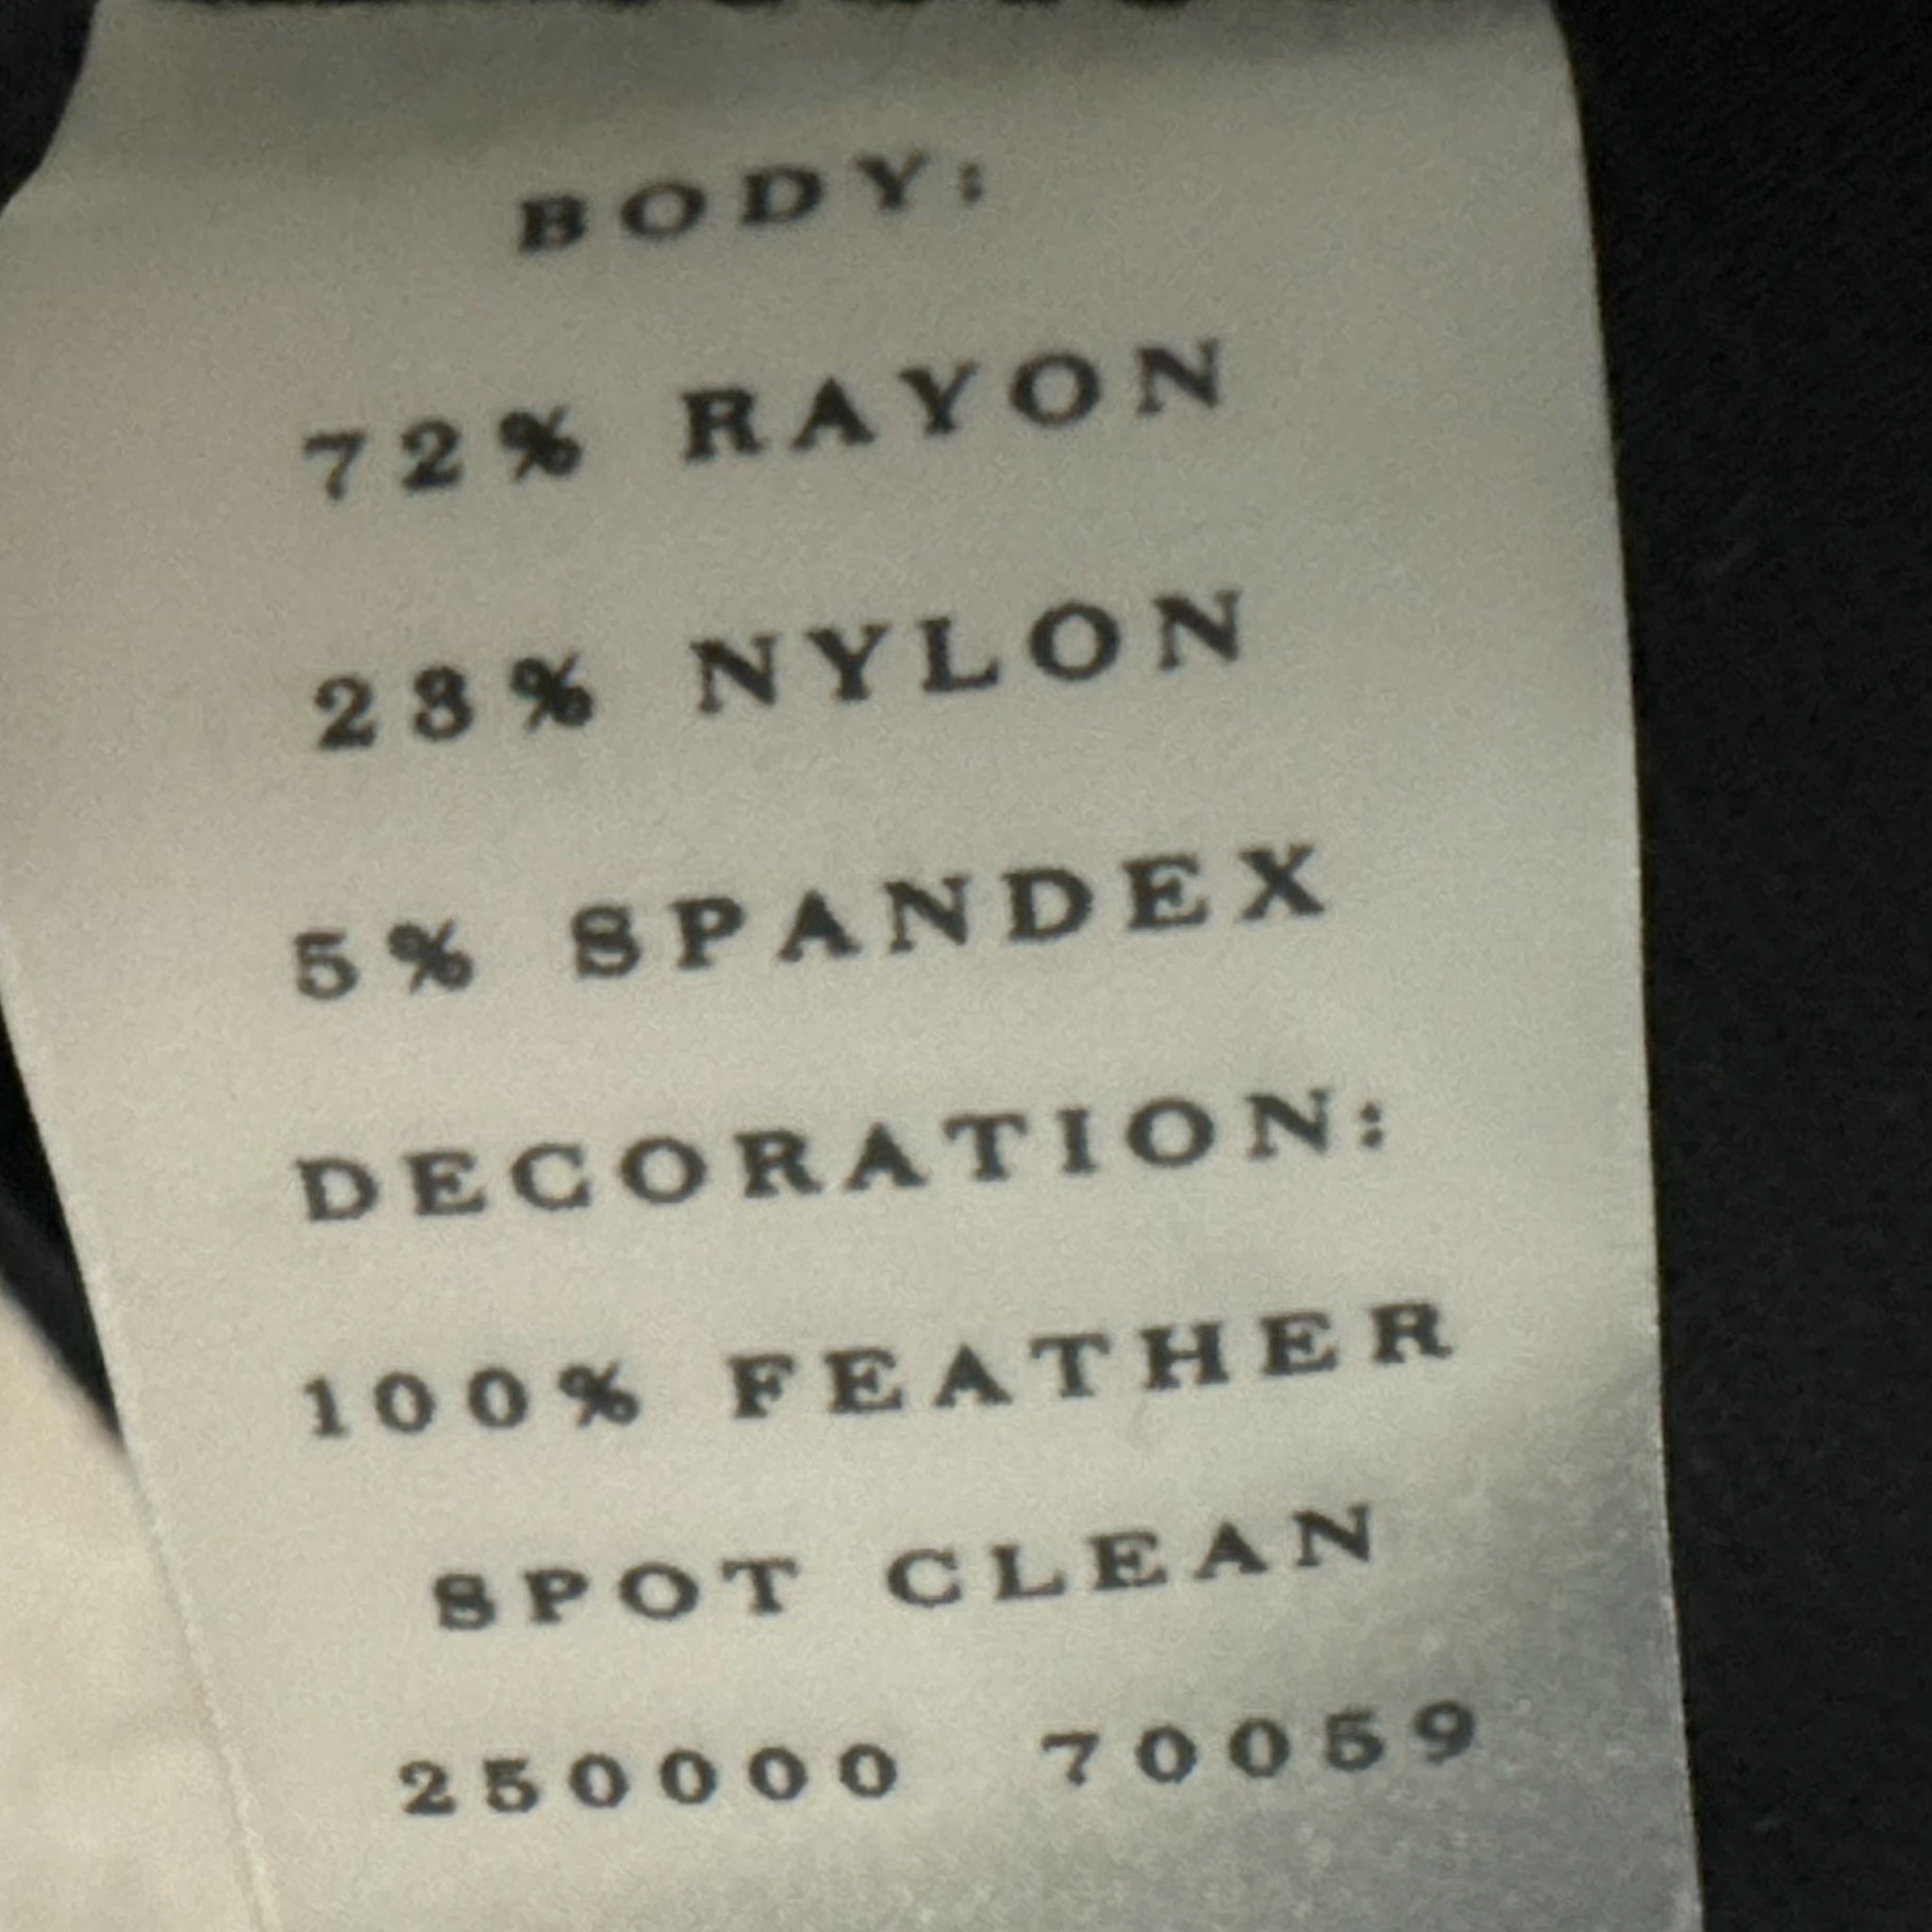 BODY:
72% RAYON
23% NYLON
5% SPANDEX
DECORATION:
100% FEATHER
SPOT CLEAN
250000 70059